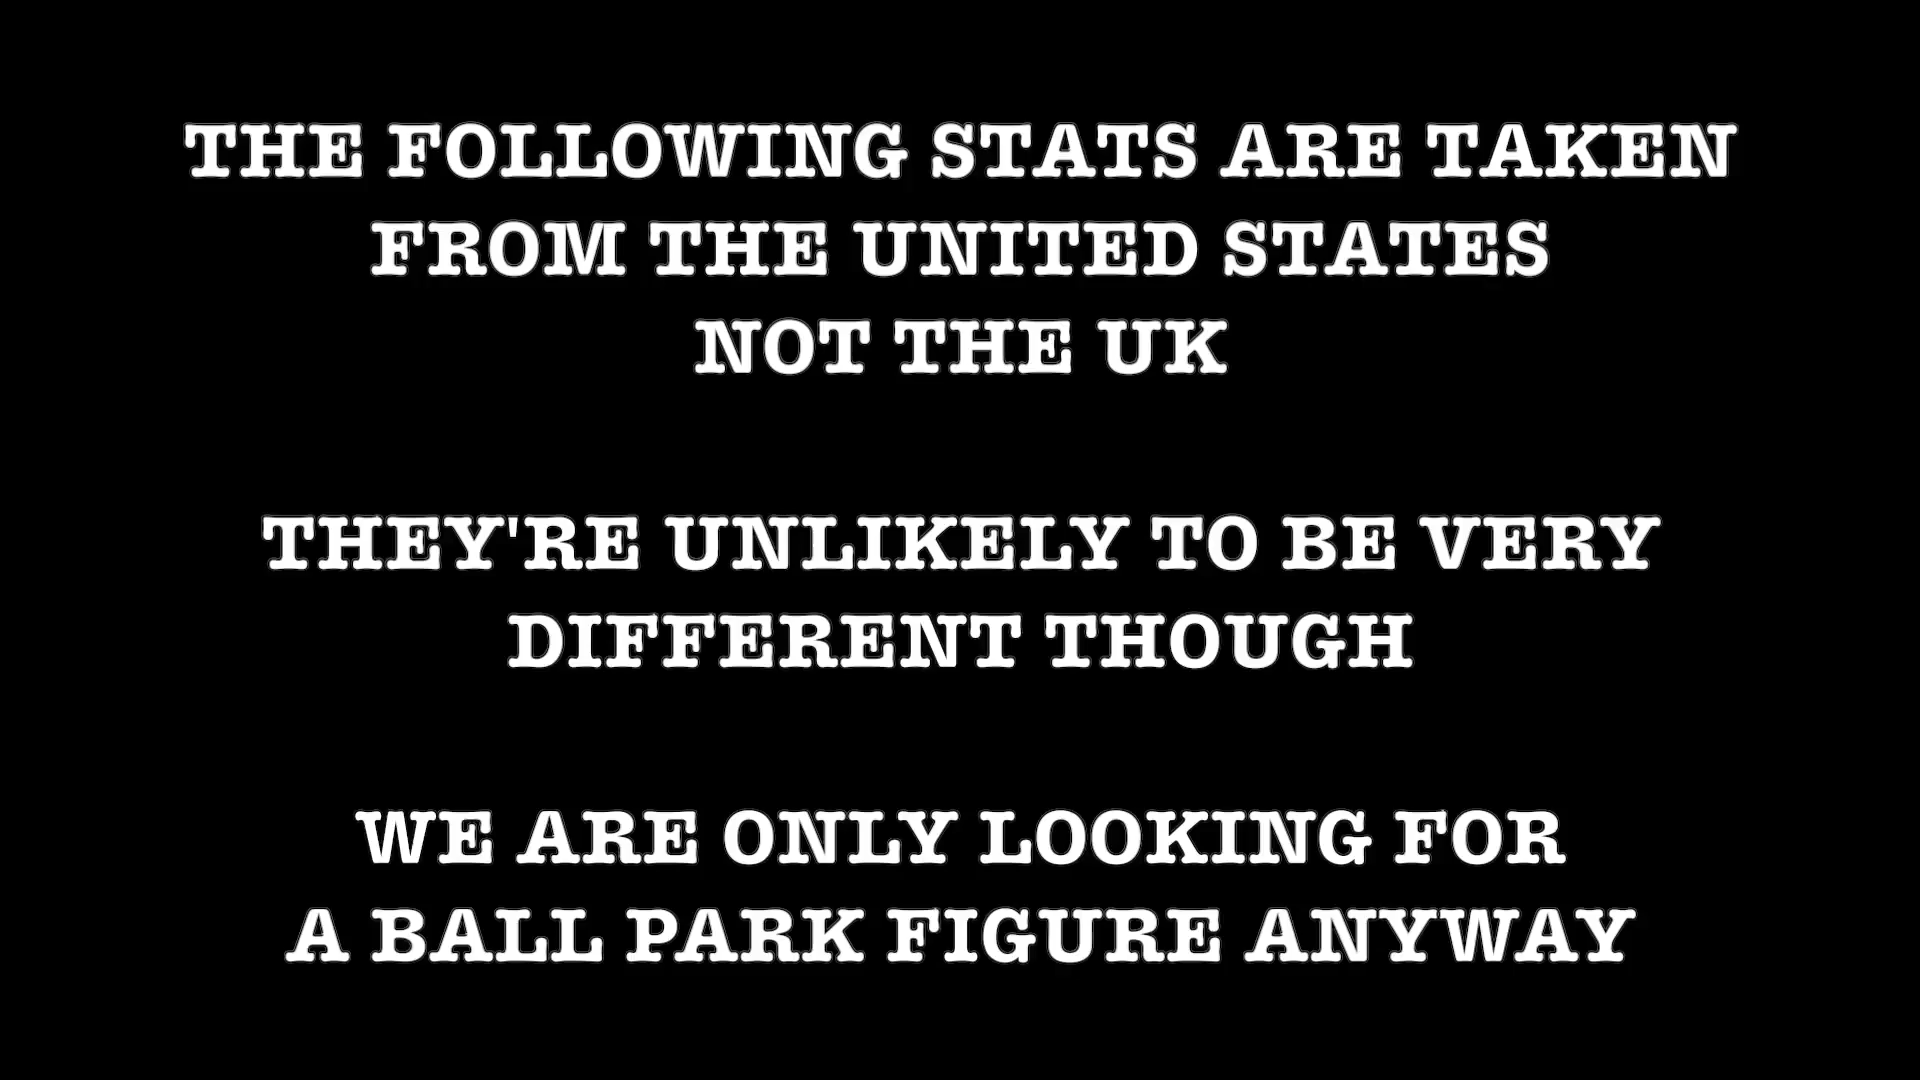 THE FOLLOWING STATS ARE TAKEN
FROM THE UNITED STATES
NOT THE UK
THEY'RE UNLIKELY TO BE VERY
DIFFERENT THOUGH
WE ARE ONLY LOOKING FOR
A BALL PARK FIGURE ANYWAY